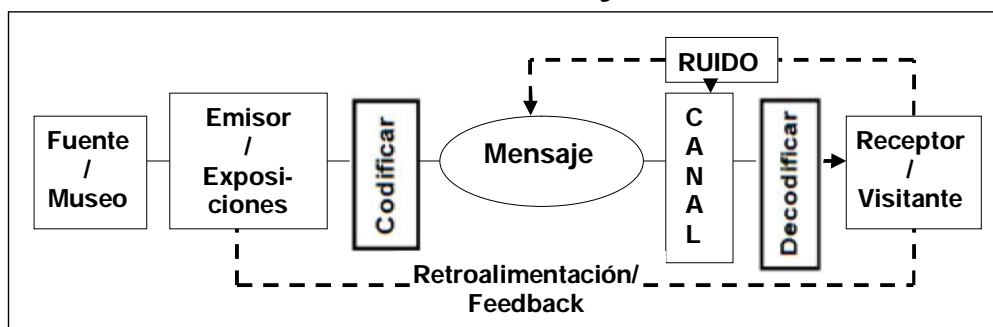 RUIDO
Fuente
/
Museo
Emisor
/
Exposi-
ciones
Codificar
Mensaje
C
A
N
A
L
Decodificar
Receptor
/
Visitante
Retroalimentación/
Feedback